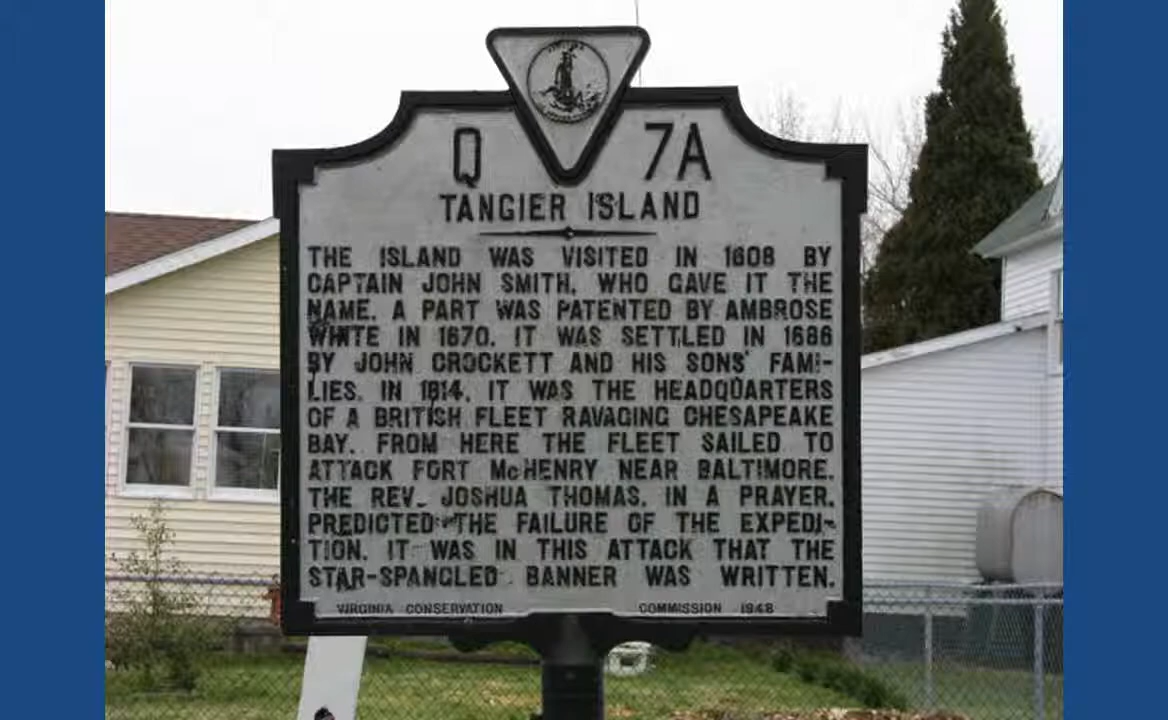 Q 7A
TANGIER ISLAND
THE ISLAND WAS VISITED IN 1608 BY
CAPTAIN JOHN SMITH, WHO GAVE IT THE
NAME. A PART WAS PATENTED BY AMBROSE
WHITE IN 1670. IT WAS SETTLED IN 1686
BY JOHN CROCKETT AND HIS SONS' FAMI-
LIES. IN 1814, IT WAS THE HEADQUARTERS
OF A BRITISH FLEET RAVAGING CHESAPEAKE
BAY. FROM HERE THE FLEET SAILED TO
ATTACK FORT McHENRY NEAR BALTIMORE.
THE REV. JOSHUA THOMAS, IN A PRAYER,
PREDICTED THE FAILURE OF THE EXPEDI-
TION. IT WAS IN THIS ATTACK THAT THE
STAR-SPANGLED BANNER WAS WRITTEN.
VIRGINIA CONSERVATION COMMISSION 1948